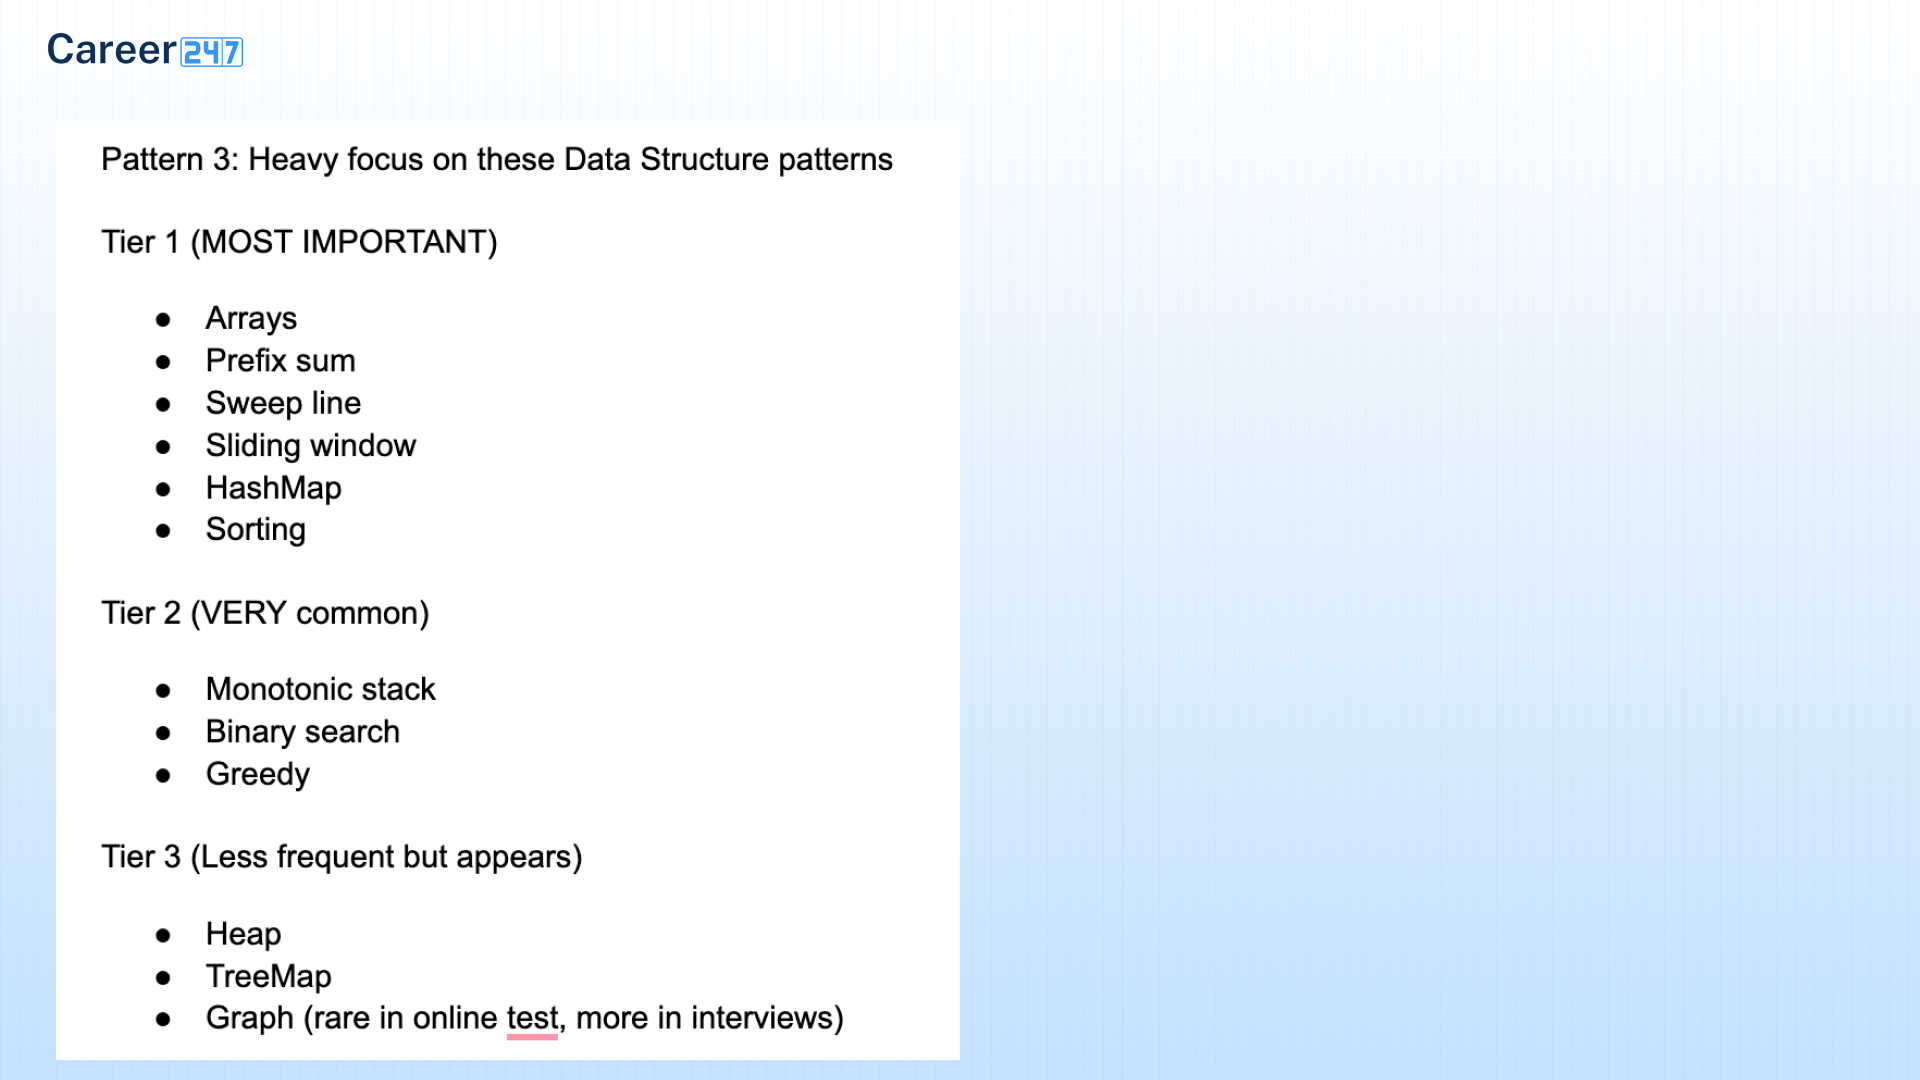 Career247
Pattern 3: Heavy focus on these Data Structure patterns
Tier 1 (MOST IMPORTANT)
● Arrays
● Prefix sum
● Sweep line
● Sliding window
● HashMap
● Sorting
Tier 2 (VERY common)
● Monotonic stack
● Binary search
● Greedy
Tier 3 (Less frequent but appears)
● Heap
● TreeMap
● Graph (rare in online test, more in interviews)